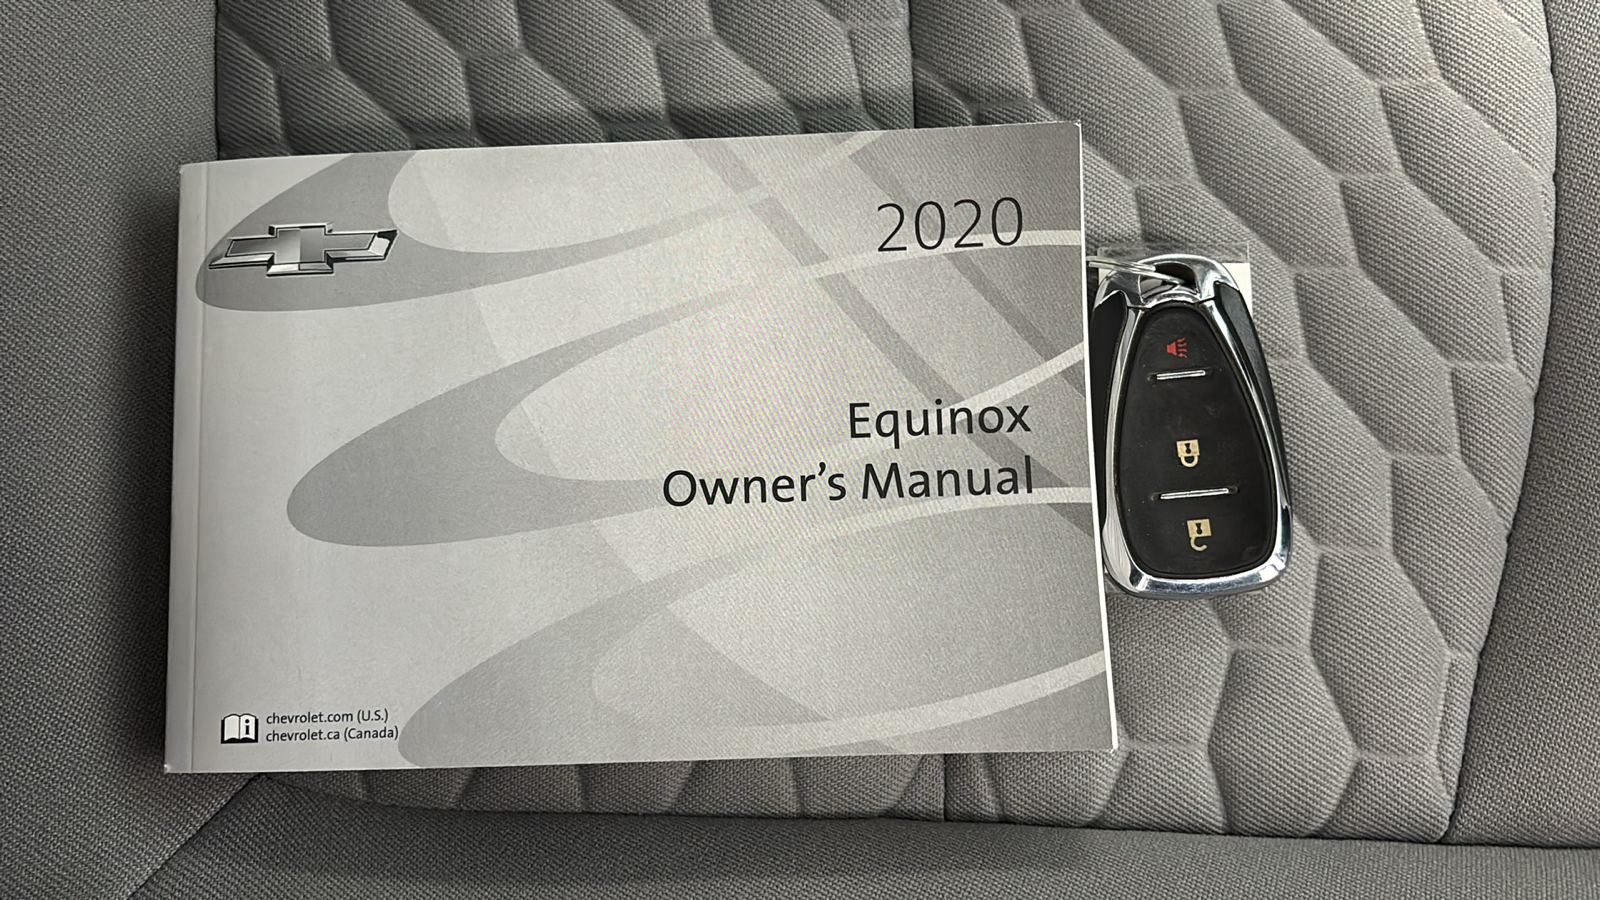 2020
Equinox
Owner's Manual
chevrolet.com (U.S.)
chevrolet.ca (Canada)